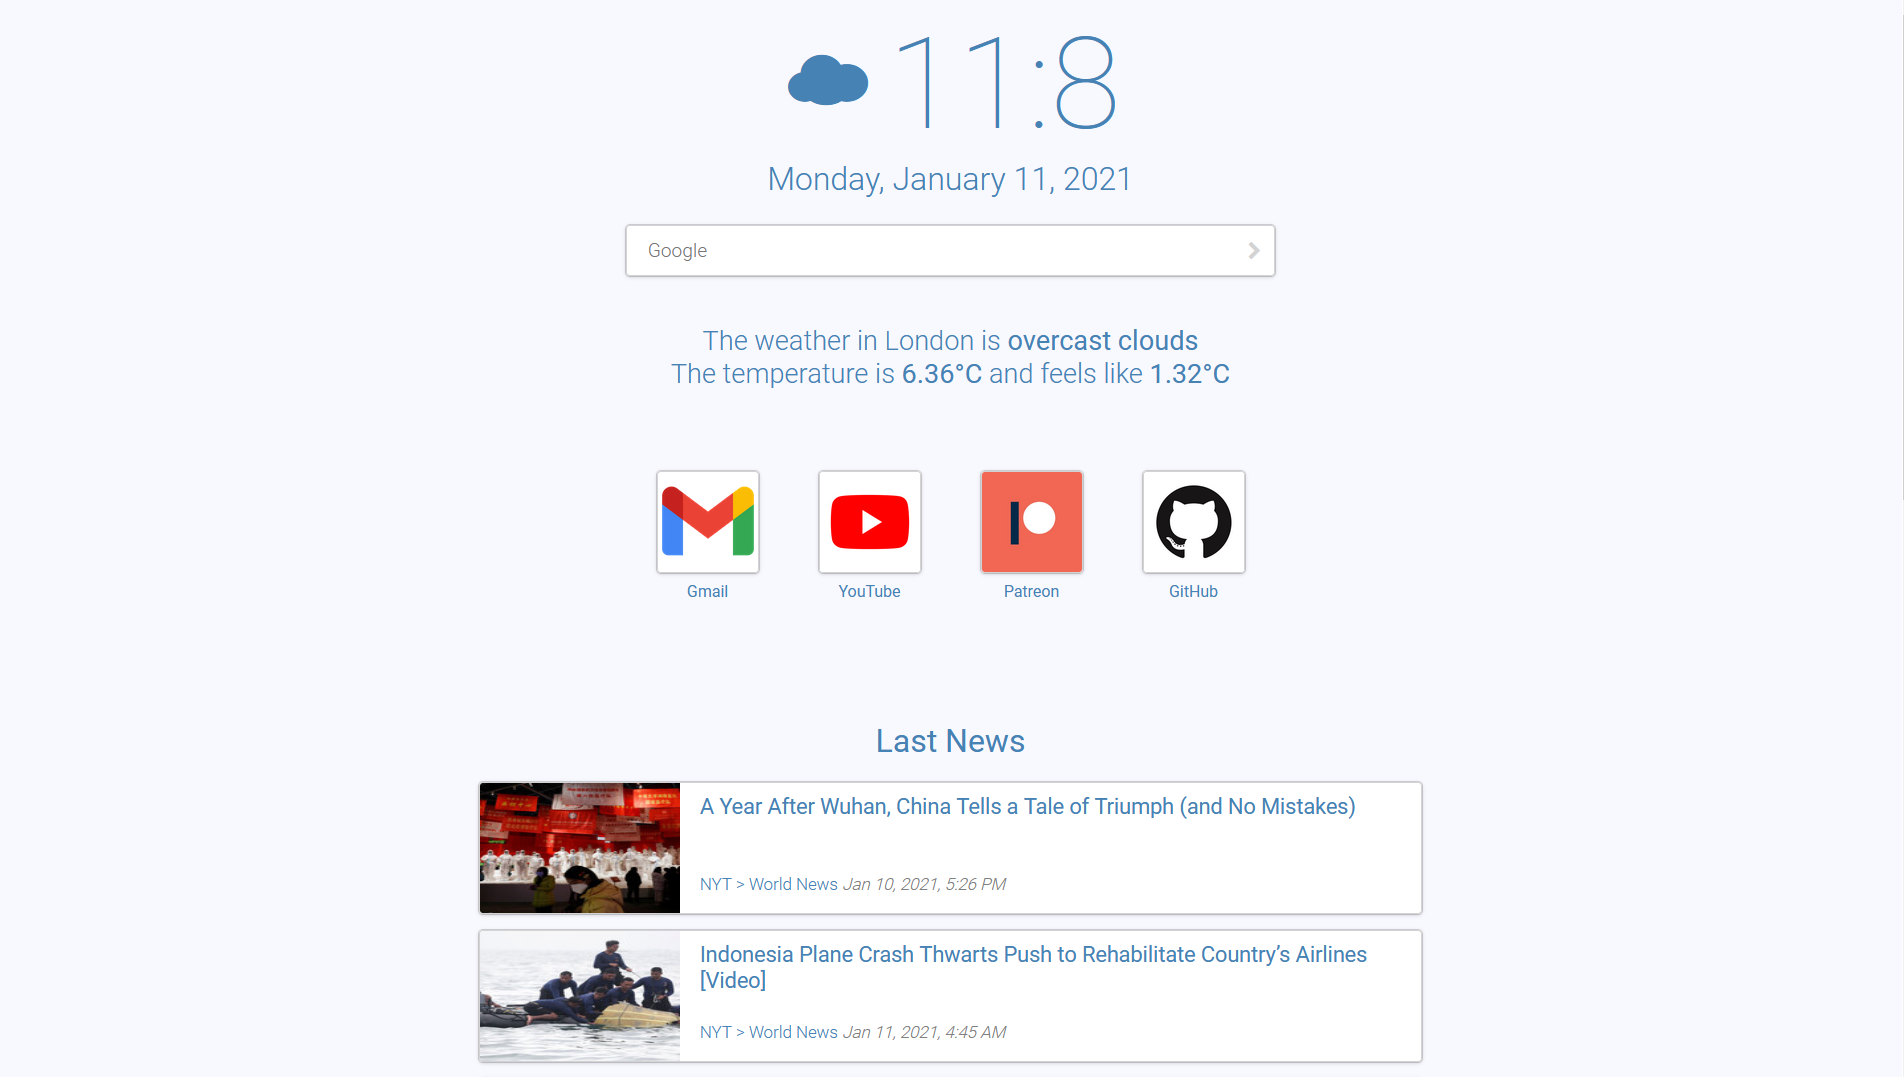 11:8
Monday, January 11, 2021
Google
The weather in London is overcast clouds
The temperature is 6.36°C and feels like 1.32°C
Gmail
YouTube
Patreon
GitHub
Last News
A Year After Wuhan, China Tells a Tale of Triumph (and No Mistakes)
NYT > World News Jan 10, 2021, 5:26 PM
Indonesia Plane Crash Thwarts Push to Rehabilitate Country’s Airlines
[Video]
NYT > World News Jan 11, 2021, 4:45 AM